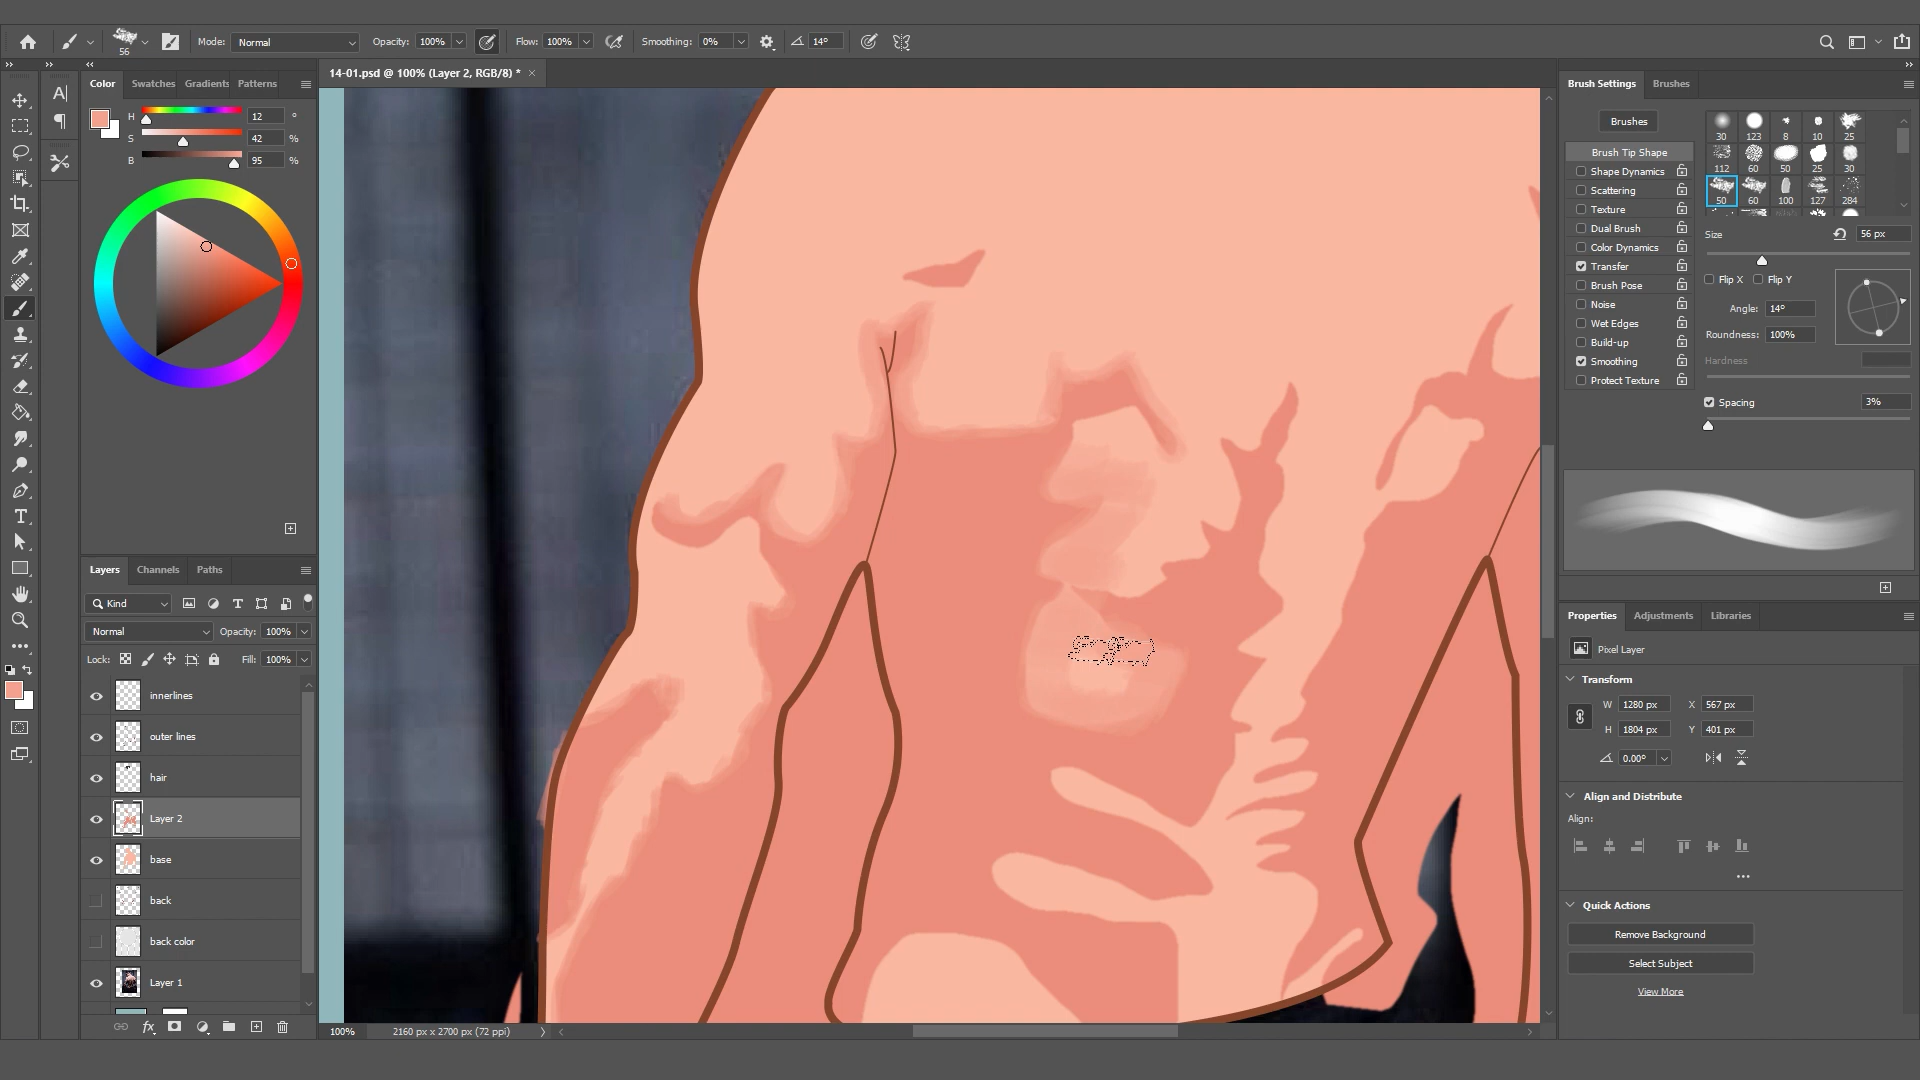 56
Mode: Normal
Opacity: 100%
Flow: 100%
Smoothing: 0%
14°
Color Swatches Gradients Patterns
H 12 °
S 42 %
B 95 %
14-01.psd @ 100% (Layer 2, RGB/8) * ×
Layers Channels Paths
Kind
Normal Opacity: 100%
Lock: Fill: 100%
innerlines
outer lines
hair
Layer 2
base
back
back color
Layer 1
fx
100% 2160 px x 2700 px (72 ppi)
Brush Settings Brushes
Brushes
Brush Tip Shape
Shape Dynamics
Scattering
Texture
Dual Brush
Color Dynamics
Transfer
Brush Pose
Noise
Wet Edges
Build-up
Smoothing
Protect Texture
30 123 8 10 25
112 60 50 25 30
50 60 100 127 284
Size 56 px
Flip X Flip Y
Angle: 14°
Roundness: 100%
Hardness
Spacing 3%
Properties Adjustments Libraries
Pixel Layer
Transform
W 1280 px X 567 px
H 1804 px Y 401 px
0.00°
Align and Distribute
Align:
Quick Actions
Remove Background
Select Subject
View More